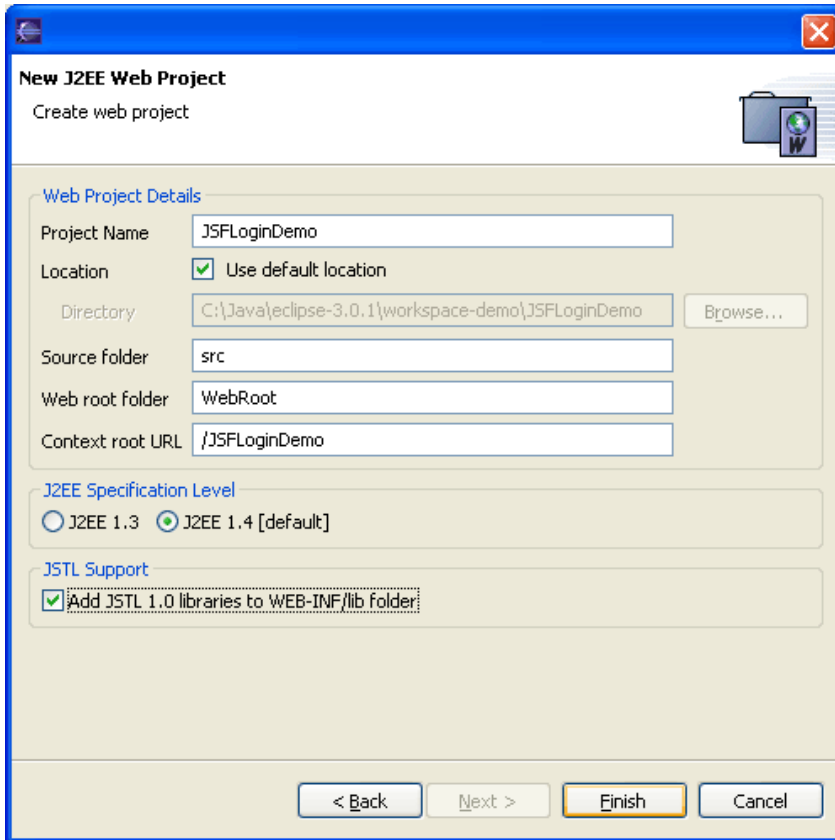 New J2EE Web Project
Create web project
W
Web Project Details
Project Name JSFLoginDemo
Location Use default location
Directory C:\Java\eclipse-3.0.1\workspace-demo\JSFLoginDemo Browse...
Source folder src
Web root folder WebRoot
Context root URL /JSFLoginDemo
J2EE Specification Level
J2EE 1.3 J2EE 1.4 [default]
JSTL Support
Add JSTL 1.0 libraries to WEB-INF/lib folder
< Back Next > Finish Cancel